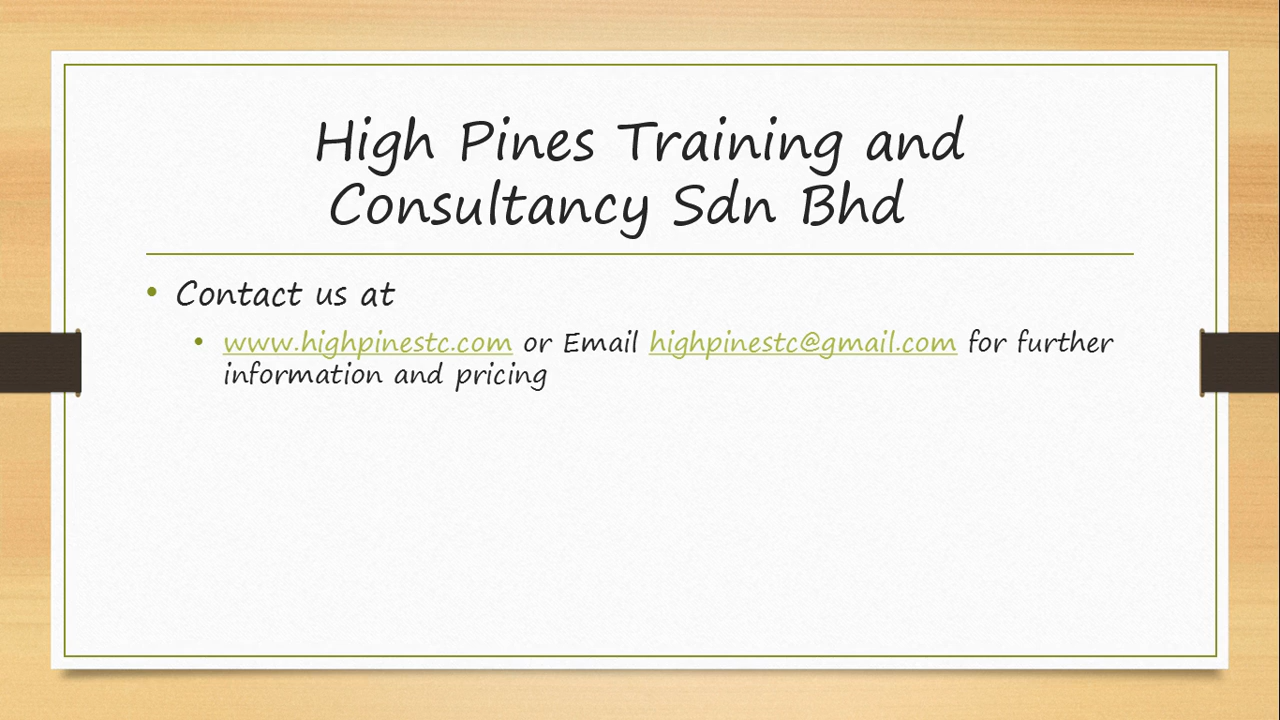 High Pines Training and
Consultancy Sdn Bhd
• Contact us at
• www.highpinestc.com or Email highpinestc@gmail.com for further
information and pricing